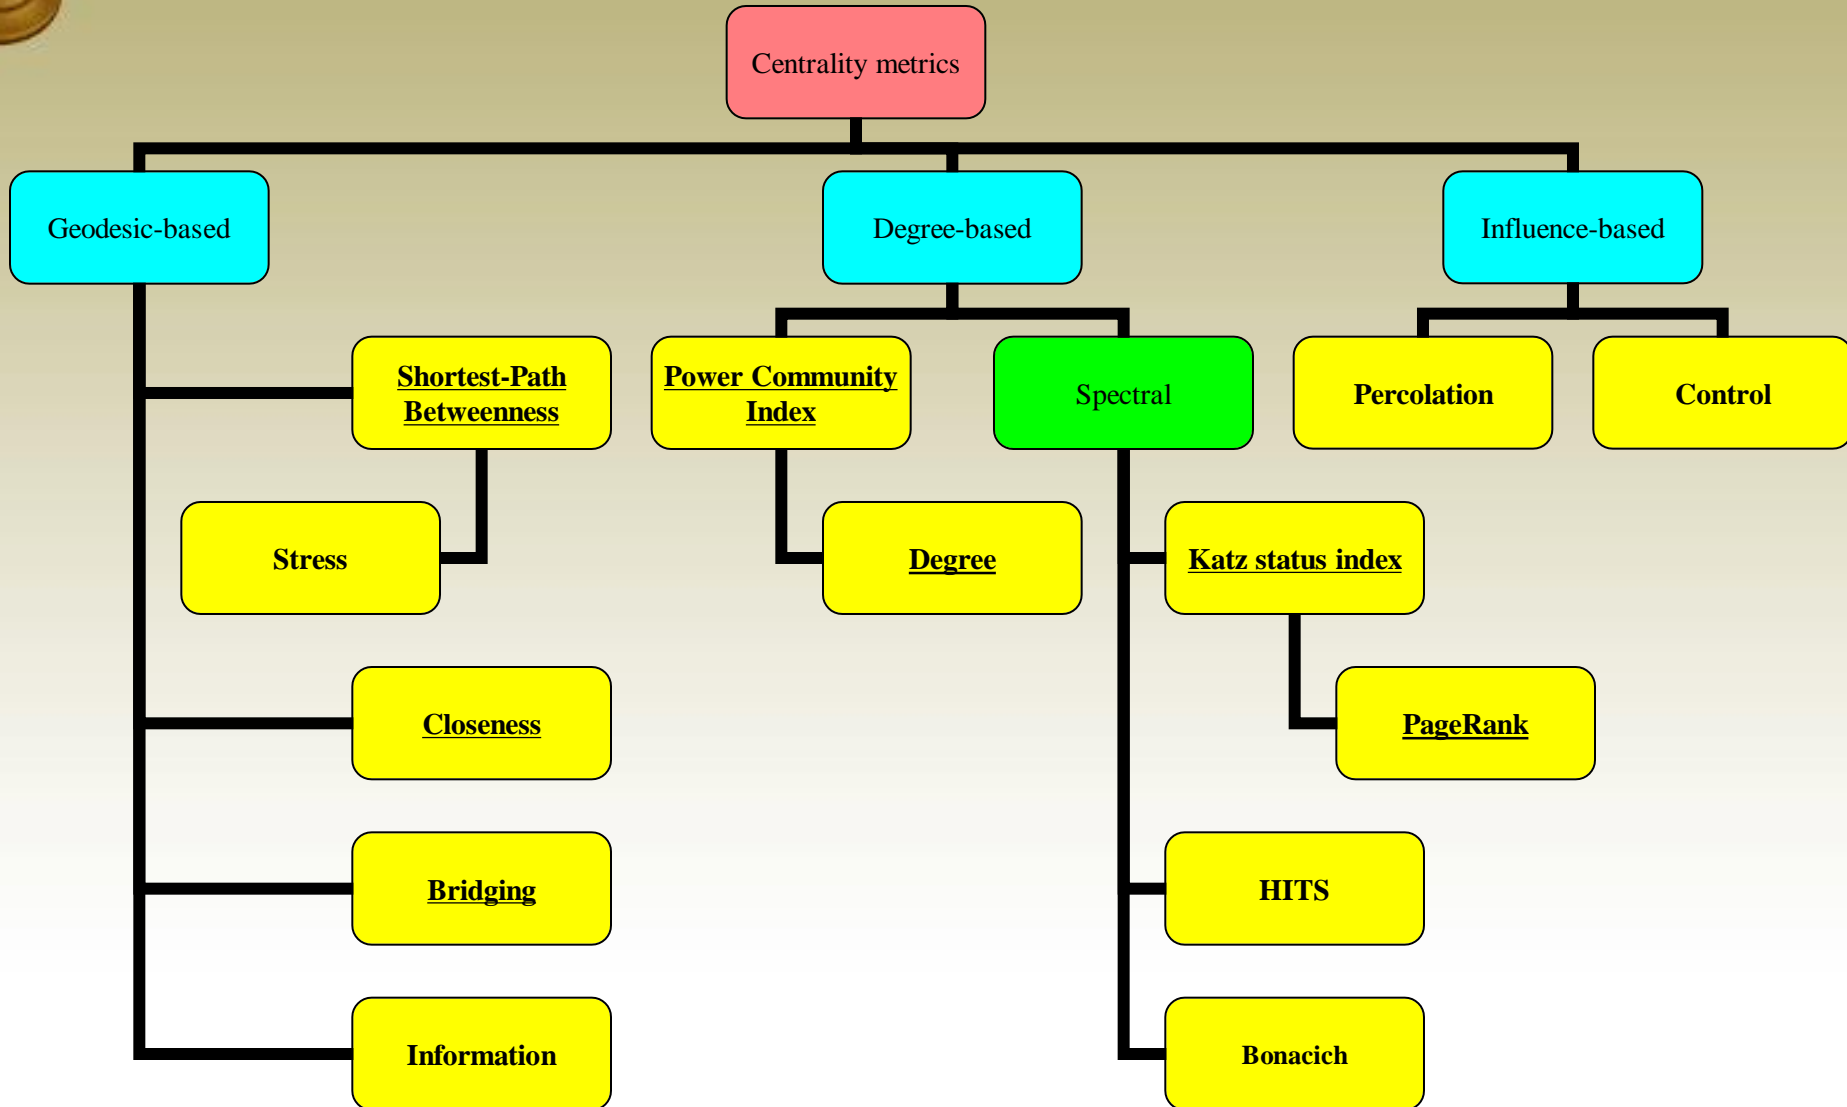 Centrality metrics
Geodesic-based
Degree-based
Influence-based
Shortest-Path
Betweenness
Power Community
Index
Spectral
Percolation
Control
Stress
Degree
Katz status index
Closeness
PageRank
Bridging
HITS
Information
Bonacich